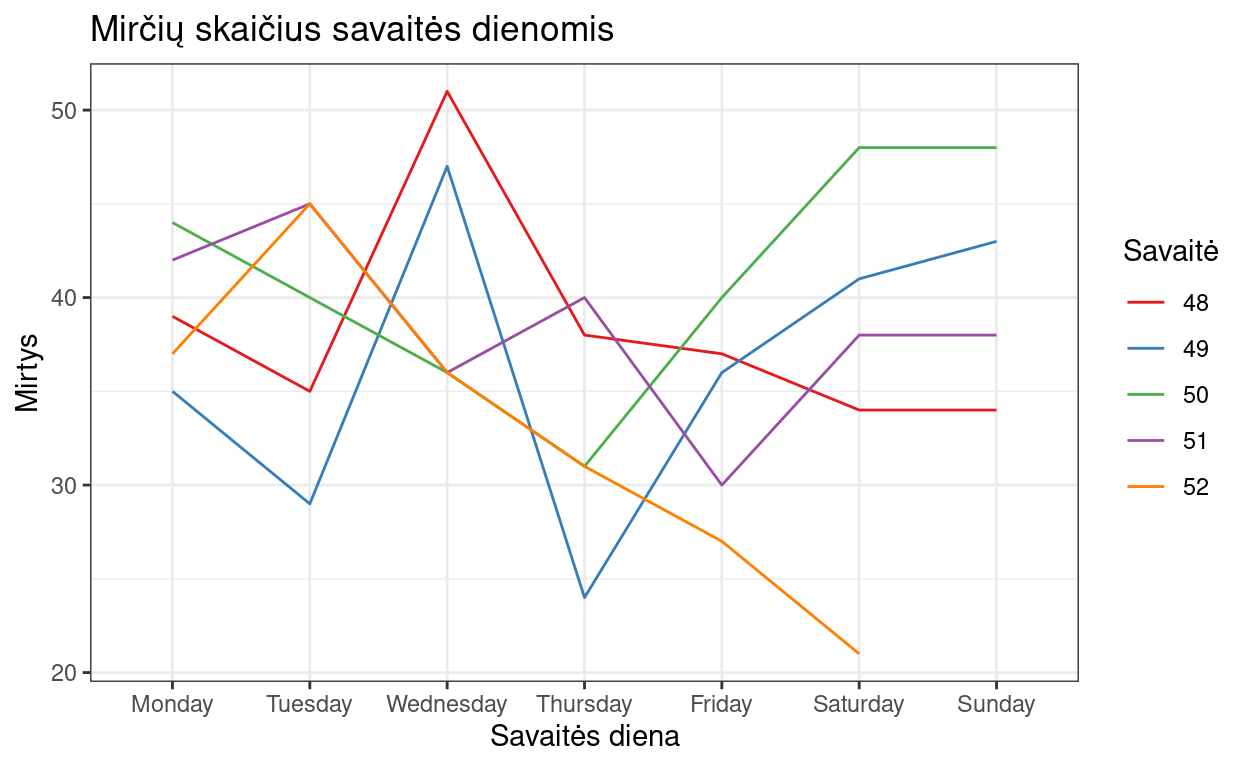 Mirčių skaičius savaitės dienomis
50
40
30
20
Mirtys
Monday Tuesday Wednesday Thursday Friday Saturday Sunday
Savaitės diena
Savaitė
48
49
50
51
52